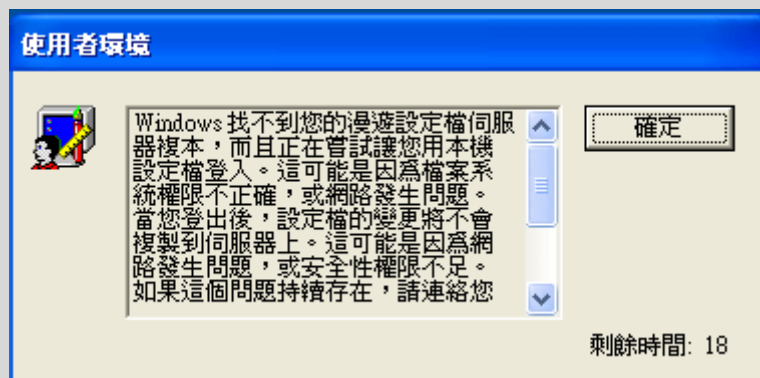 使用者環境
Windows 找不到您的漫遊設定檔伺服
器複本，而且正在嘗試讓您用本機
設定檔登入。這可能是因為檔案系
統權限不正確，或網路發生問題。
當您登出後，設定檔的變更將不會
複製到伺服器上。這可能是因為網
路發生問題，或安全性權限不足。
如果這個問題持續存在，請連絡您
確定
剩餘時間: 18